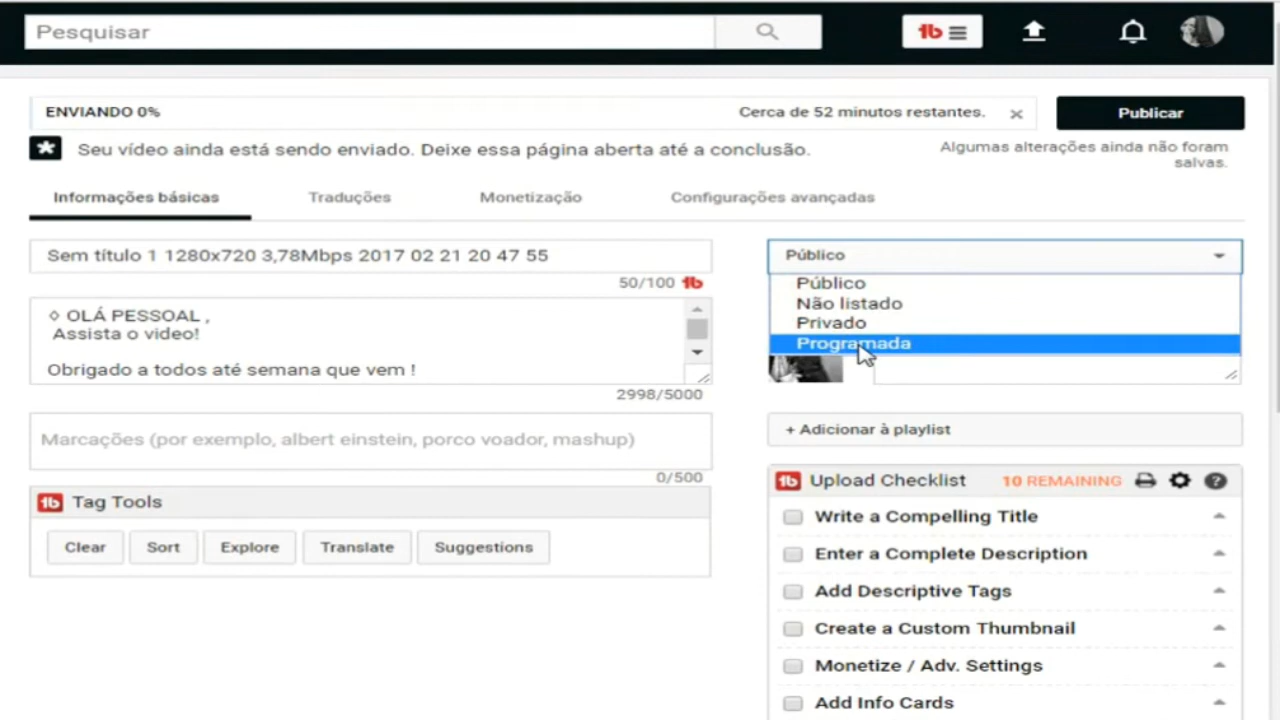 Pesquisar
ENVIANDO 0%
Cerca de 52 minutos restantes.
Publicar
Seu vídeo ainda está sendo enviado. Deixe essa página aberta até a conclusão.
Algumas alterações ainda não foram
salvas.
Informações básicas
Traduções
Monetização
Configurações avançadas
Sem título 1 1280x720 3,78Mbps 2017 02 21 20 47 55
50/100
◊ OLÁ PESSOAL ,
Assista o video!
Obrigado a todos até semana que vem !
2998/5000
Marcações (por exemplo, albert einstein, porco voador, mashup)
0/500
Tag Tools
Clear
Sort
Explore
Translate
Suggestions
Público
Público
Não listado
Privado
Programada
+ Adicionar à playlist
Upload Checklist
10 REMAINING
Write a Compelling Title
Enter a Complete Description
Add Descriptive Tags
Create a Custom Thumbnail
Monetize / Adv. Settings
Add Info Cards